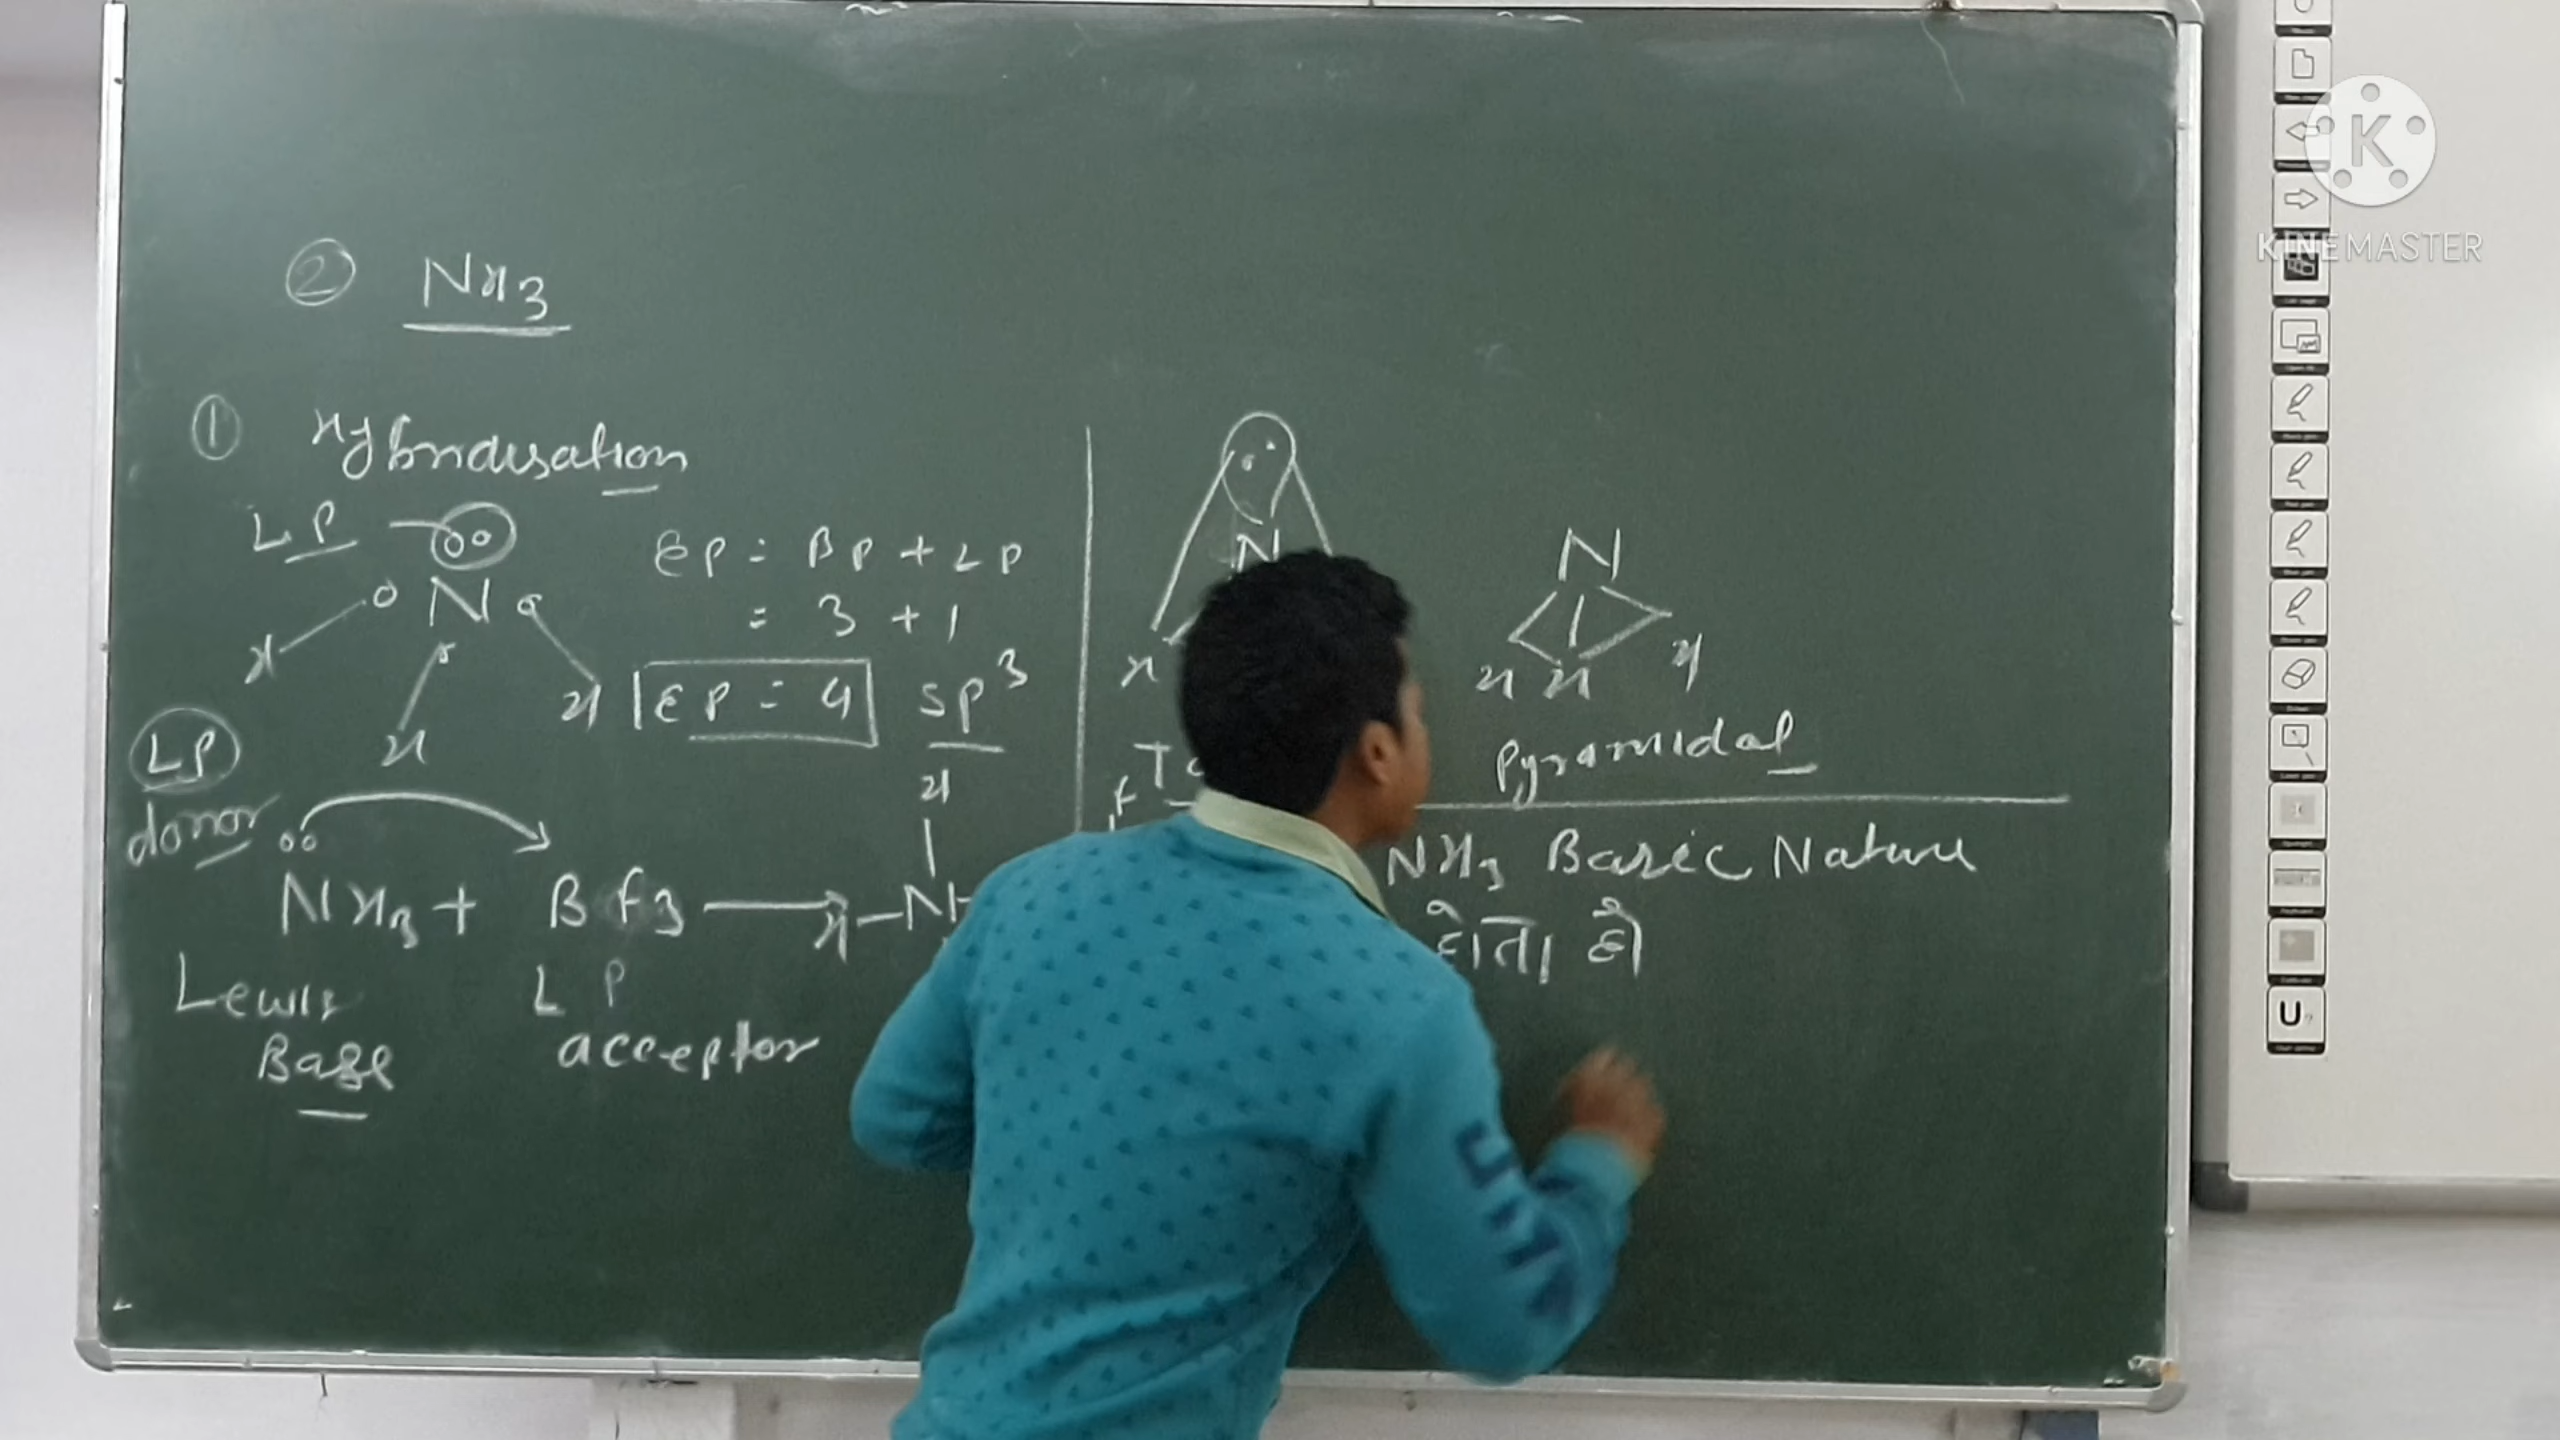 ② NH3
① Hybridisation
LP
N
H H H
EP = BP + LP
= 3 + 1
EP = 4 sp³
LP
donor
NH3 + BF3 → H–N
H
Lewis
Base
LP
acceptor
N
H
N
H H H
Pyramidal
NH3 Basic Nature
होता है
KINEMASTER